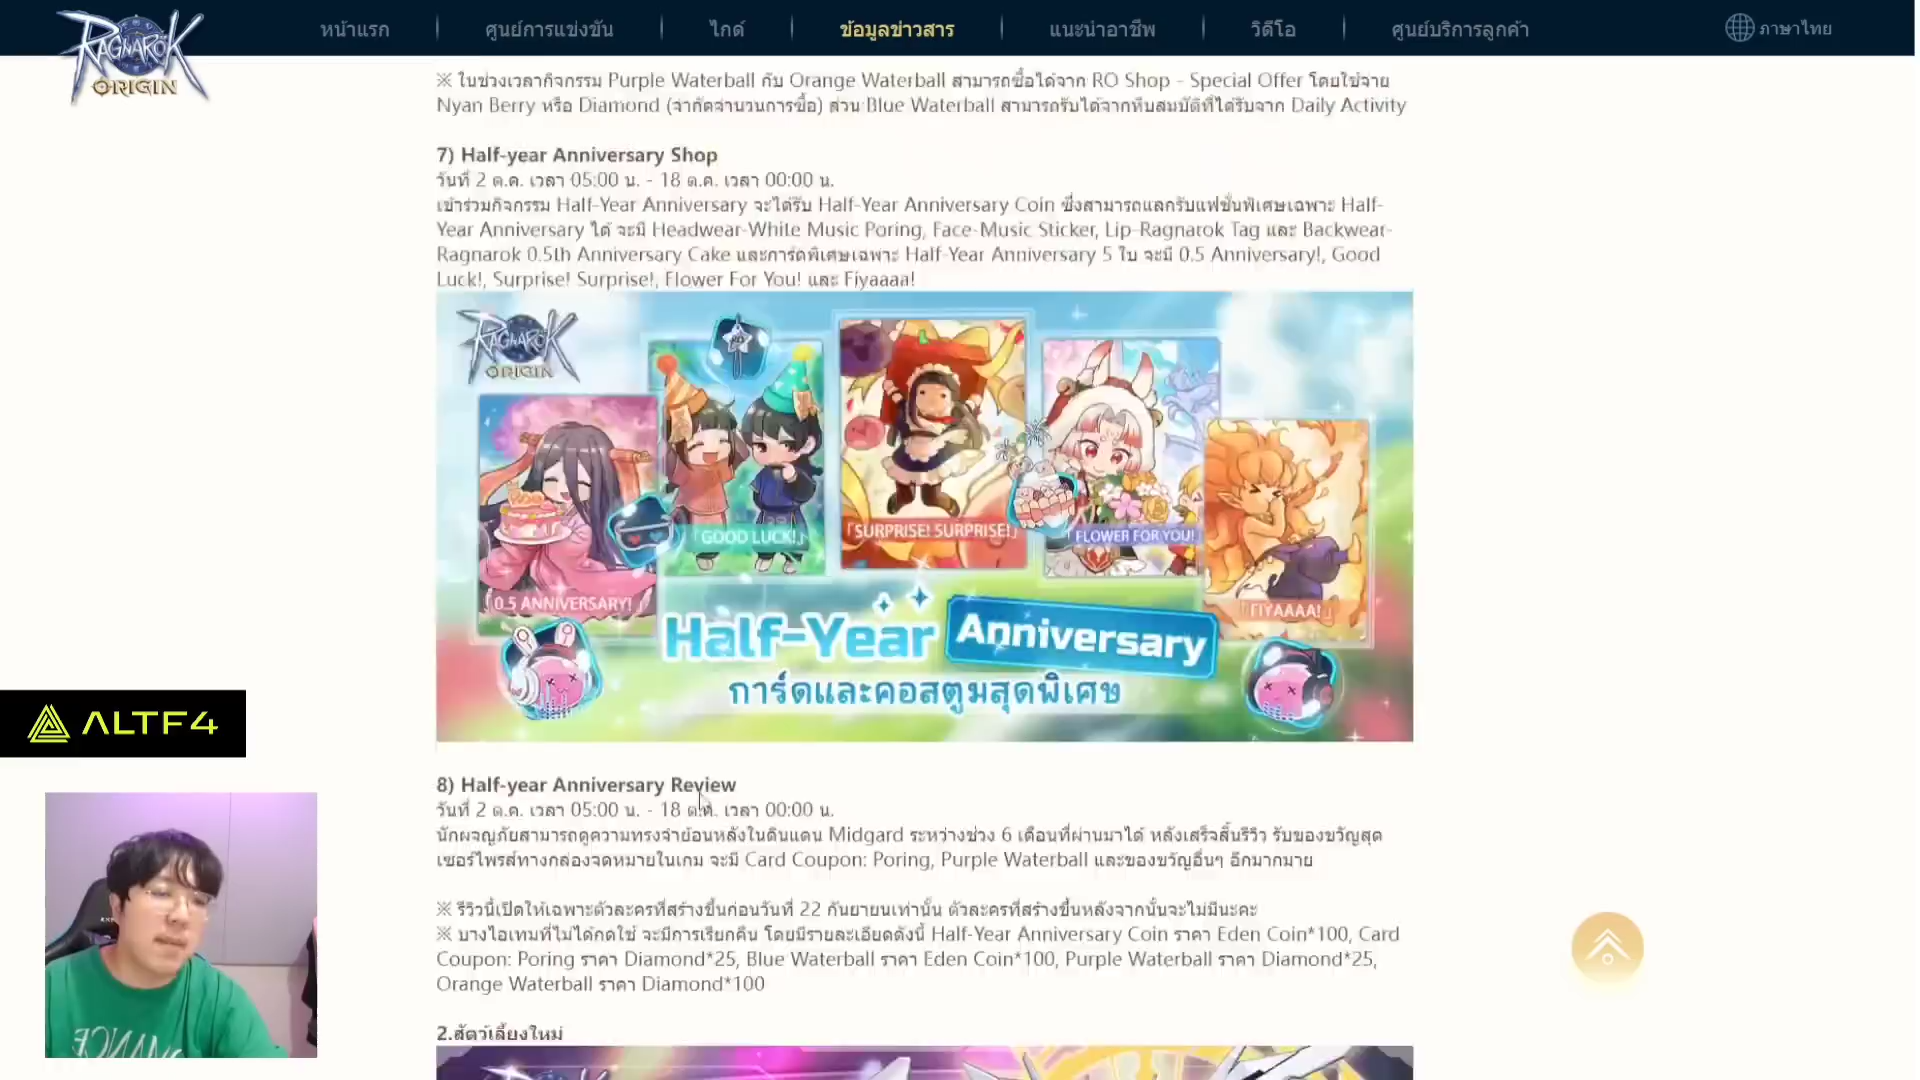 RAGNAROK
ORIGIN
หน้าแรก
ศูนย์การแข่งขัน
ไกด์
ข้อมูลข่าวสาร
แนะนำอาชีพ
วิดีโอ
ศูนย์บริการลูกค้า
ภาษาไทย
※ ใบช่วงเวลากิจกรรม Purple Waterball กับ Orange Waterball สามารถซื้อได้จาก RO Shop - Special Offer โดยใช้จ่าย
Nyan Berry หรือ Diamond (จำกัดจำนวนการซื้อ) ส่วน Blue Waterball สามารถรับได้จากหีบสมบัติที่ได้รับจาก Daily Activity
7) Half-year Anniversary Shop
วันที่ 2 ต.ค. เวลา 05:00 น. - 18 ต.ค. เวลา 00:00 น.
เข้าร่วมกิจกรรม Half-Year Anniversary จะได้รับ Half-Year Anniversary Coin ซึ่งสามารถแลกรับแฟชั่นพิเศษเฉพาะ Half-
Year Anniversary ได้ จะมี Headwear-White Music Poring, Face-Music Sticker, Lip-Ragnarok Tag และ Backwear-
Ragnarok 0.5th Anniversary Cake และการ์ดพิเศษเฉพาะ Half-Year Anniversary 5 ใบ จะมี 0.5 Anniversary!, Good
Luck!, Surprise! Surprise!, Flower For You! และ Fiyaaaa!
RAGNAROK
ORIGIN
「0.5 ANNIVERSARY!」
「GOOD LUCK!」
「SURPRISE! SURPRISE!」
「FLOWER FOR YOU!」
「FIYAAAA!」
Half-Year Anniversary
การ์ดและคอสตูมสุดพิเศษ
8) Half-year Anniversary Review
วันที่ 2 ต.ค. เวลา 05:00 น. - 18 ต.ค. เวลา 00:00 น.
นักผจญภัยสามารถดูความทรงจำย้อนหลังในดินแดน Midgard ระหว่างช่วง 6 เดือนที่ผ่านมาได้ หลังเสร็จสิ้นรีวิว รับของขวัญสุด
เซอร์ไพรส์ทางกล่องจดหมายในเกม จะมี Card Coupon: Poring, Purple Waterball และของขวัญอื่นๆ อีกมากมาย
※ รีวิวนี้เปิดให้เฉพาะตัวละครที่สร้างขึ้นก่อนวันที่ 22 กันยายนเท่านั้น ตัวละครที่สร้างขึ้นหลังจากนั้นจะไม่มีนะคะ
※ บางไอเทมที่ไม่ได้กดใช้ จะมีการเรียกคืน โดยมีรายละเอียดดังนี้ Half-Year Anniversary Coin ราคา Eden Coin*100, Card
Coupon: Poring ราคา Diamond*25, Blue Waterball ราคา Eden Coin*100, Purple Waterball ราคา Diamond*25,
Orange Waterball ราคา Diamond*100
2.สัตว์เลี้ยงใหม่
ALTF4